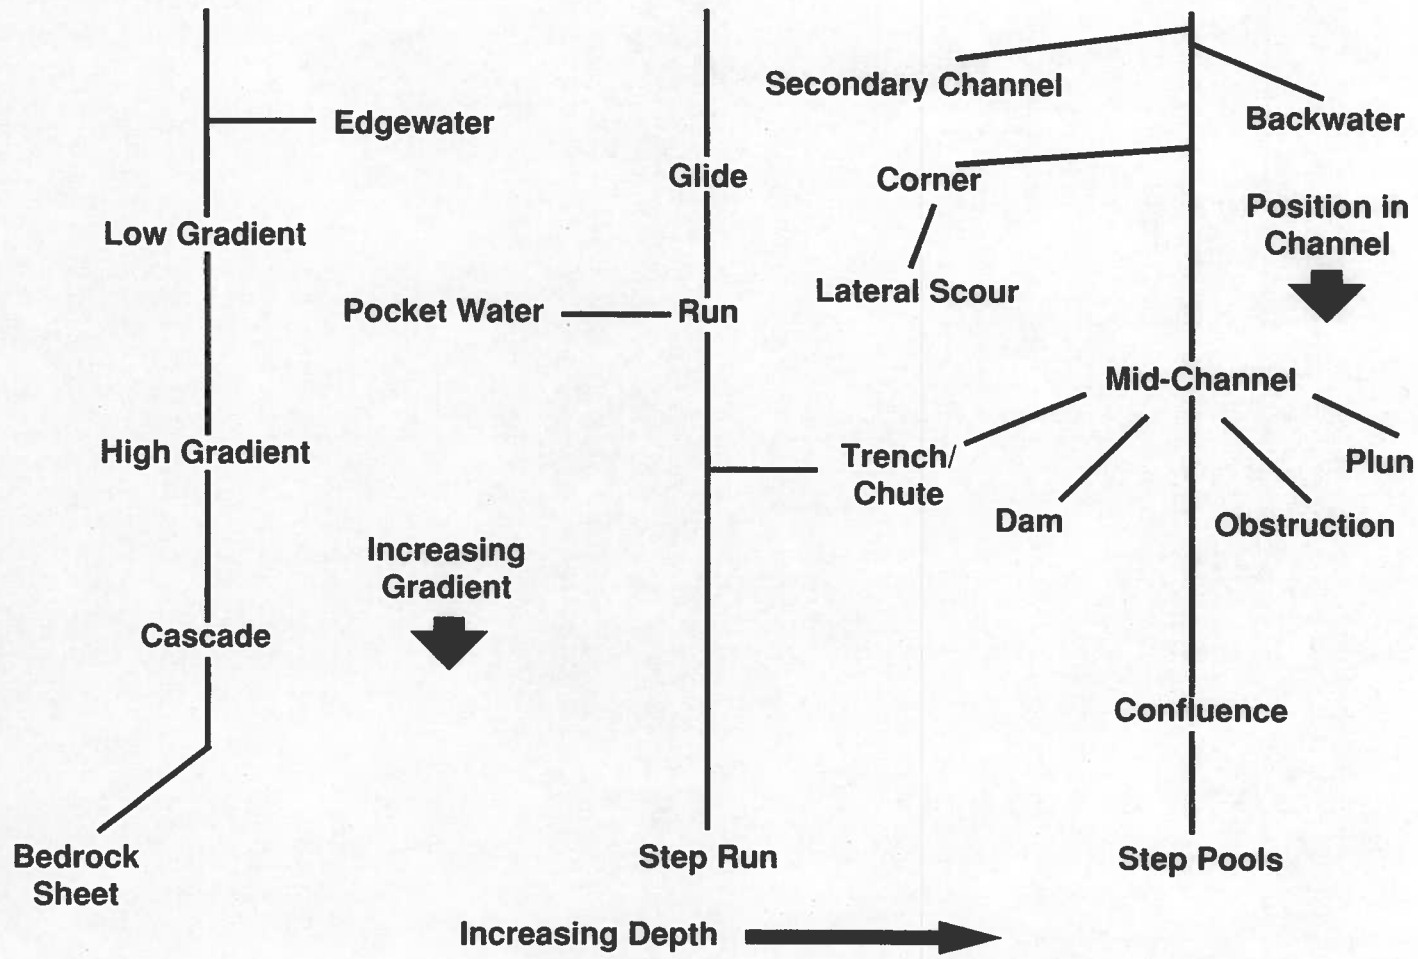 Secondary Channel
Backwater
Edgewater
Glide
Corner
Position in
Channel
Low Gradient
Lateral Scour
Pocket Water
Run
Mid-Channel
High Gradient
Trench/
Chute
Plun
Dam
Obstruction
Increasing
Gradient
Cascade
Confluence
Bedrock
Sheet
Step Run
Step Pools
Increasing Depth